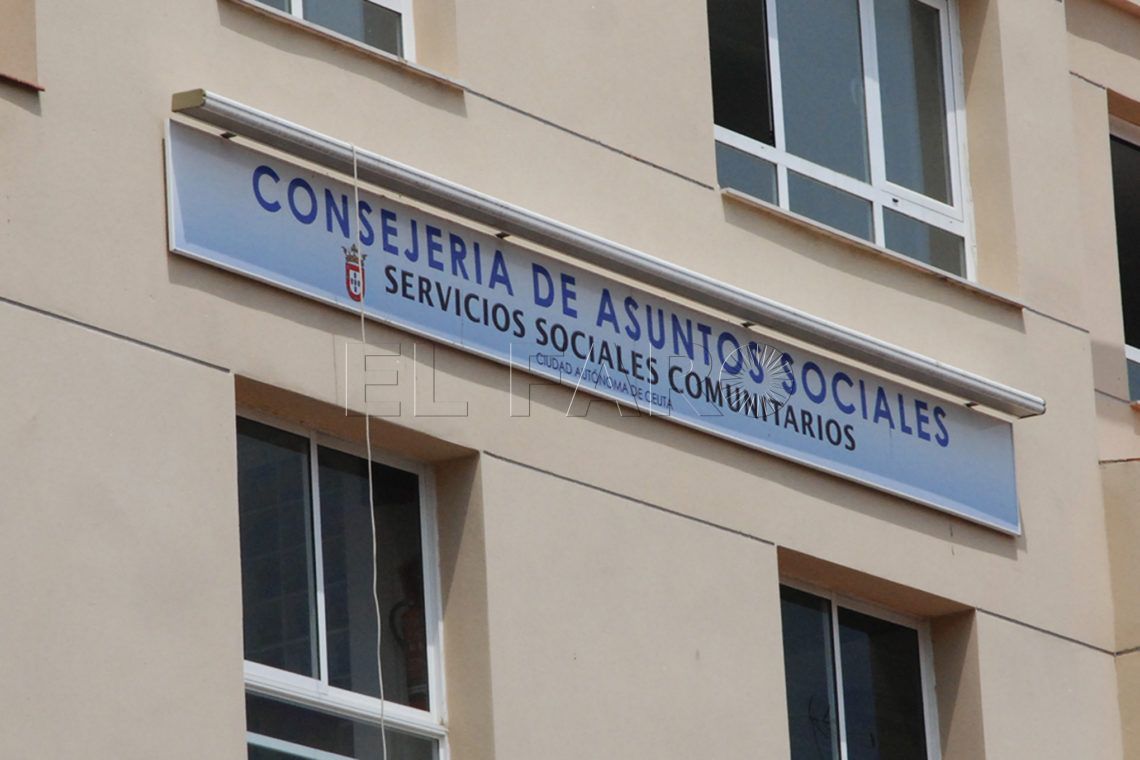 CONSEJERIA DE ASUNTOS SOCIALES
SERVICIOS SOCIALES COMUNITARIOS
CIUDAD AUTÓNOMA DE CEUTA
EL FARO